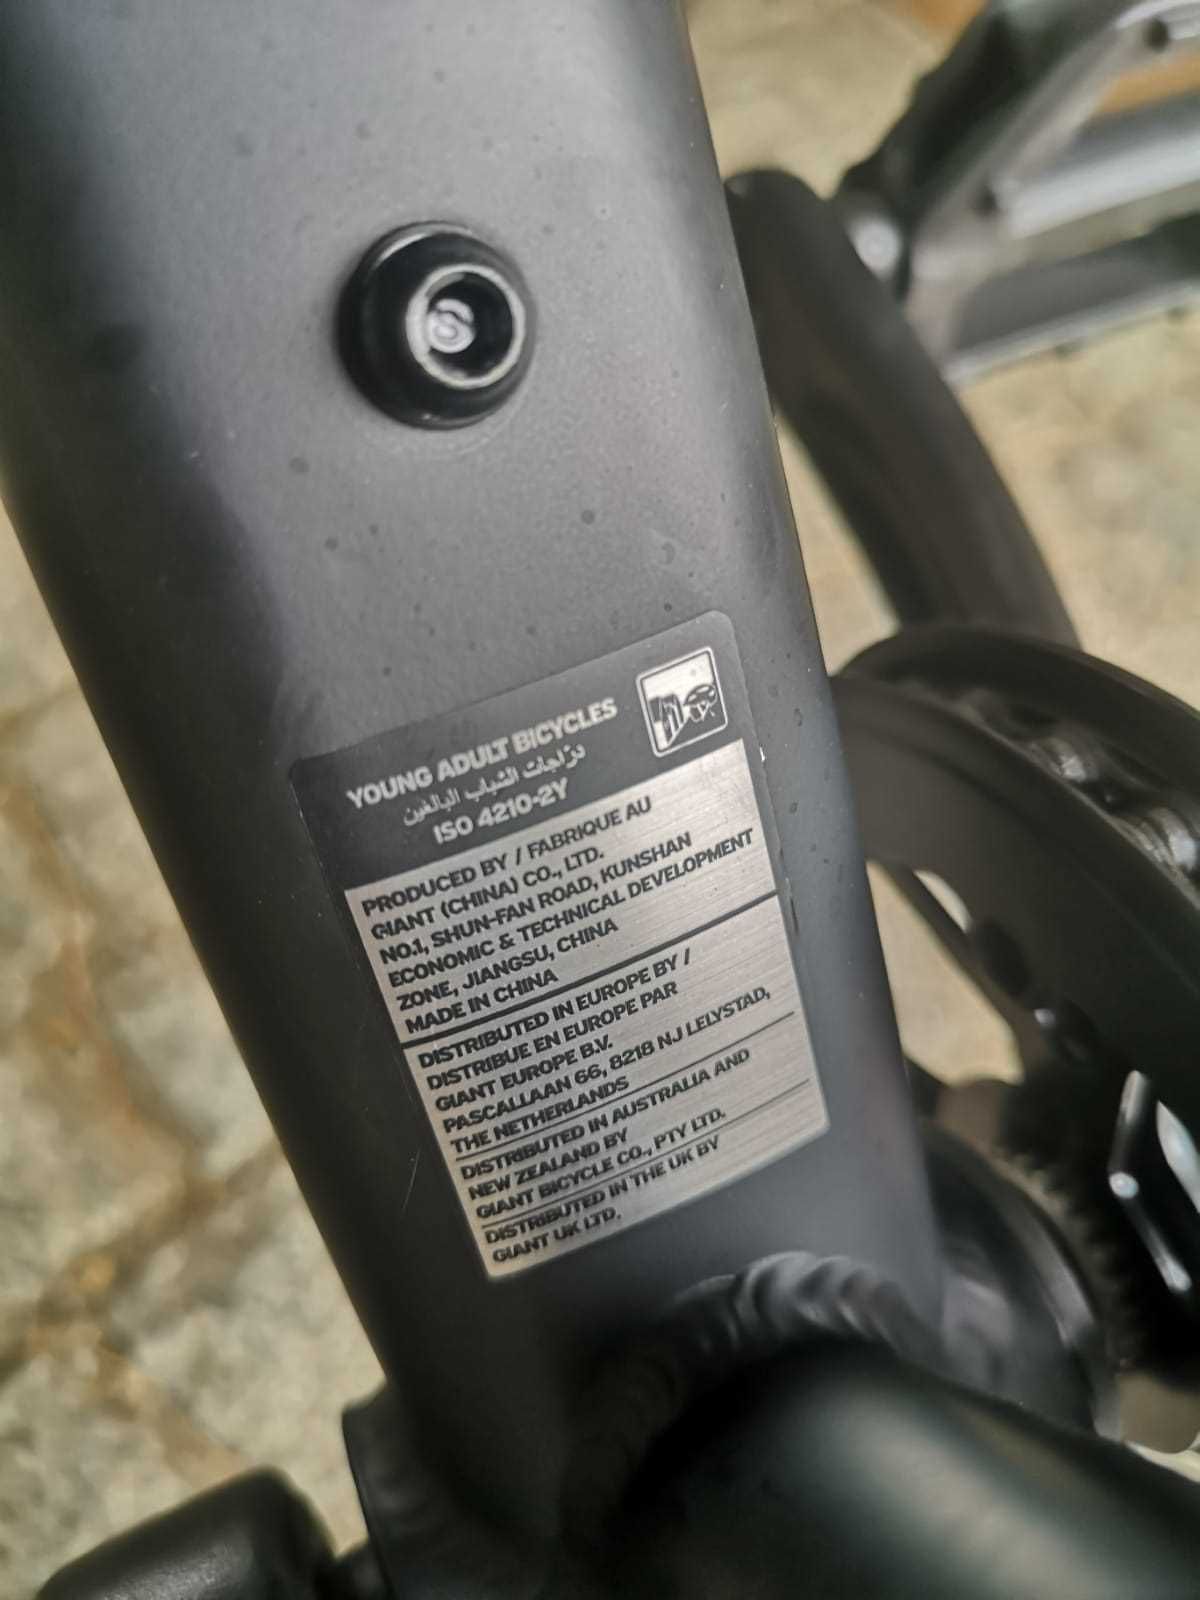 YOUNG ADULT BICYCLES
درّاجات الشباب البالغين
ISO 4210-2Y
PRODUCED BY / FABRIQUE AU
GIANT (CHINA) CO., LTD.
NO.1, SHUN-FAN ROAD, KUNSHAN
ECONOMIC & TECHNICAL DEVELOPMENT
ZONE, JIANGSU, CHINA
MADE IN CHINA
DISTRIBUTED IN EUROPE BY /
DISTRIBUE EN EUROPE PAR
GIANT EUROPE B.V.
PASCALLAAN 66, 8218 NJ LELYSTAD,
THE NETHERLANDS
DISTRIBUTED IN AUSTRALIA AND
NEW ZEALAND BY
GIANT BICYCLE CO., PTY LTD.
DISTRIBUTED IN THE UK BY
GIANT UK LTD.